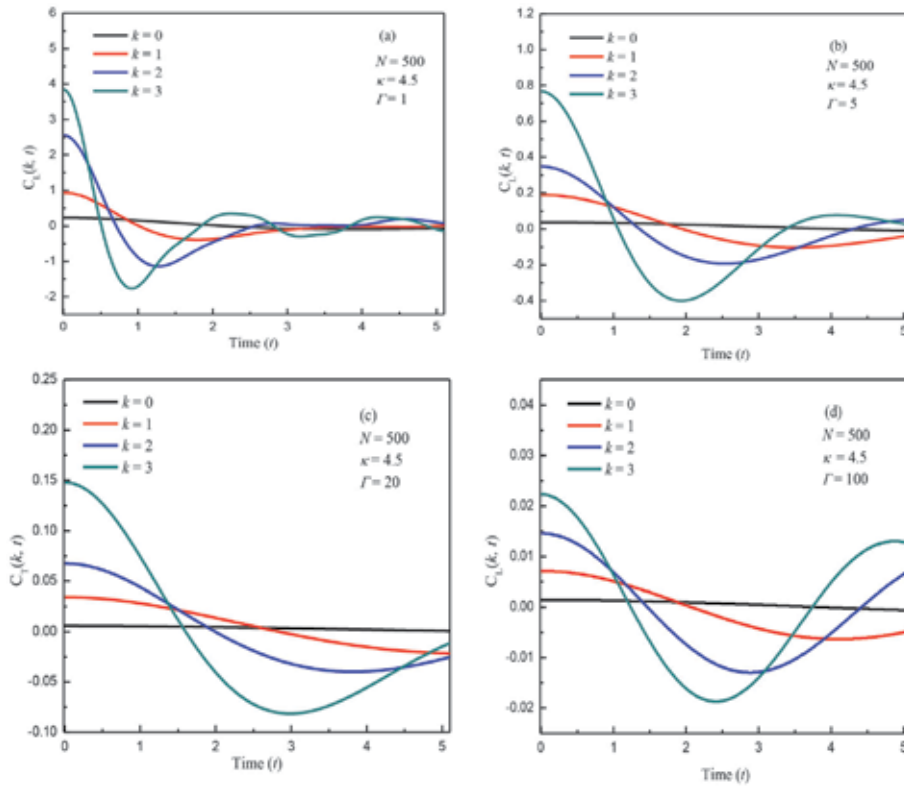 6
5
4
3
2
1
0
-1
-2
k = 0
k = 1
k = 2
k = 3
(a)
N = 500
κ = 4.5
Γ = 1
(k, t)
0 1 2 3 4 5
Time (t)
1.2
1.0
0.8
0.6
0.4
0.2
0.0
-0.2
-0.4
k = 0
k = 1
k = 2
k = 3
(b)
N = 500
κ = 4.5
Γ = 5
C_L(k, t)
0 1 2 3 4 5
Time (t)
0.25
0.20
0.15
0.10
0.05
0.00
-0.05
-0.10
k = 0
k = 1
k = 2
k = 3
(c)
N = 500
κ = 4.5
Γ = 20
(k, t)
0 1 2 3 4 5
Time (t)
0.04
0.03
0.02
0.01
0.00
-0.01
-0.02
k = 0
k = 1
k = 2
k = 3
(d)
N = 500
κ = 4.5
Γ = 100
C_L(k, t)
0 1 2 3 4 5
Time (t)